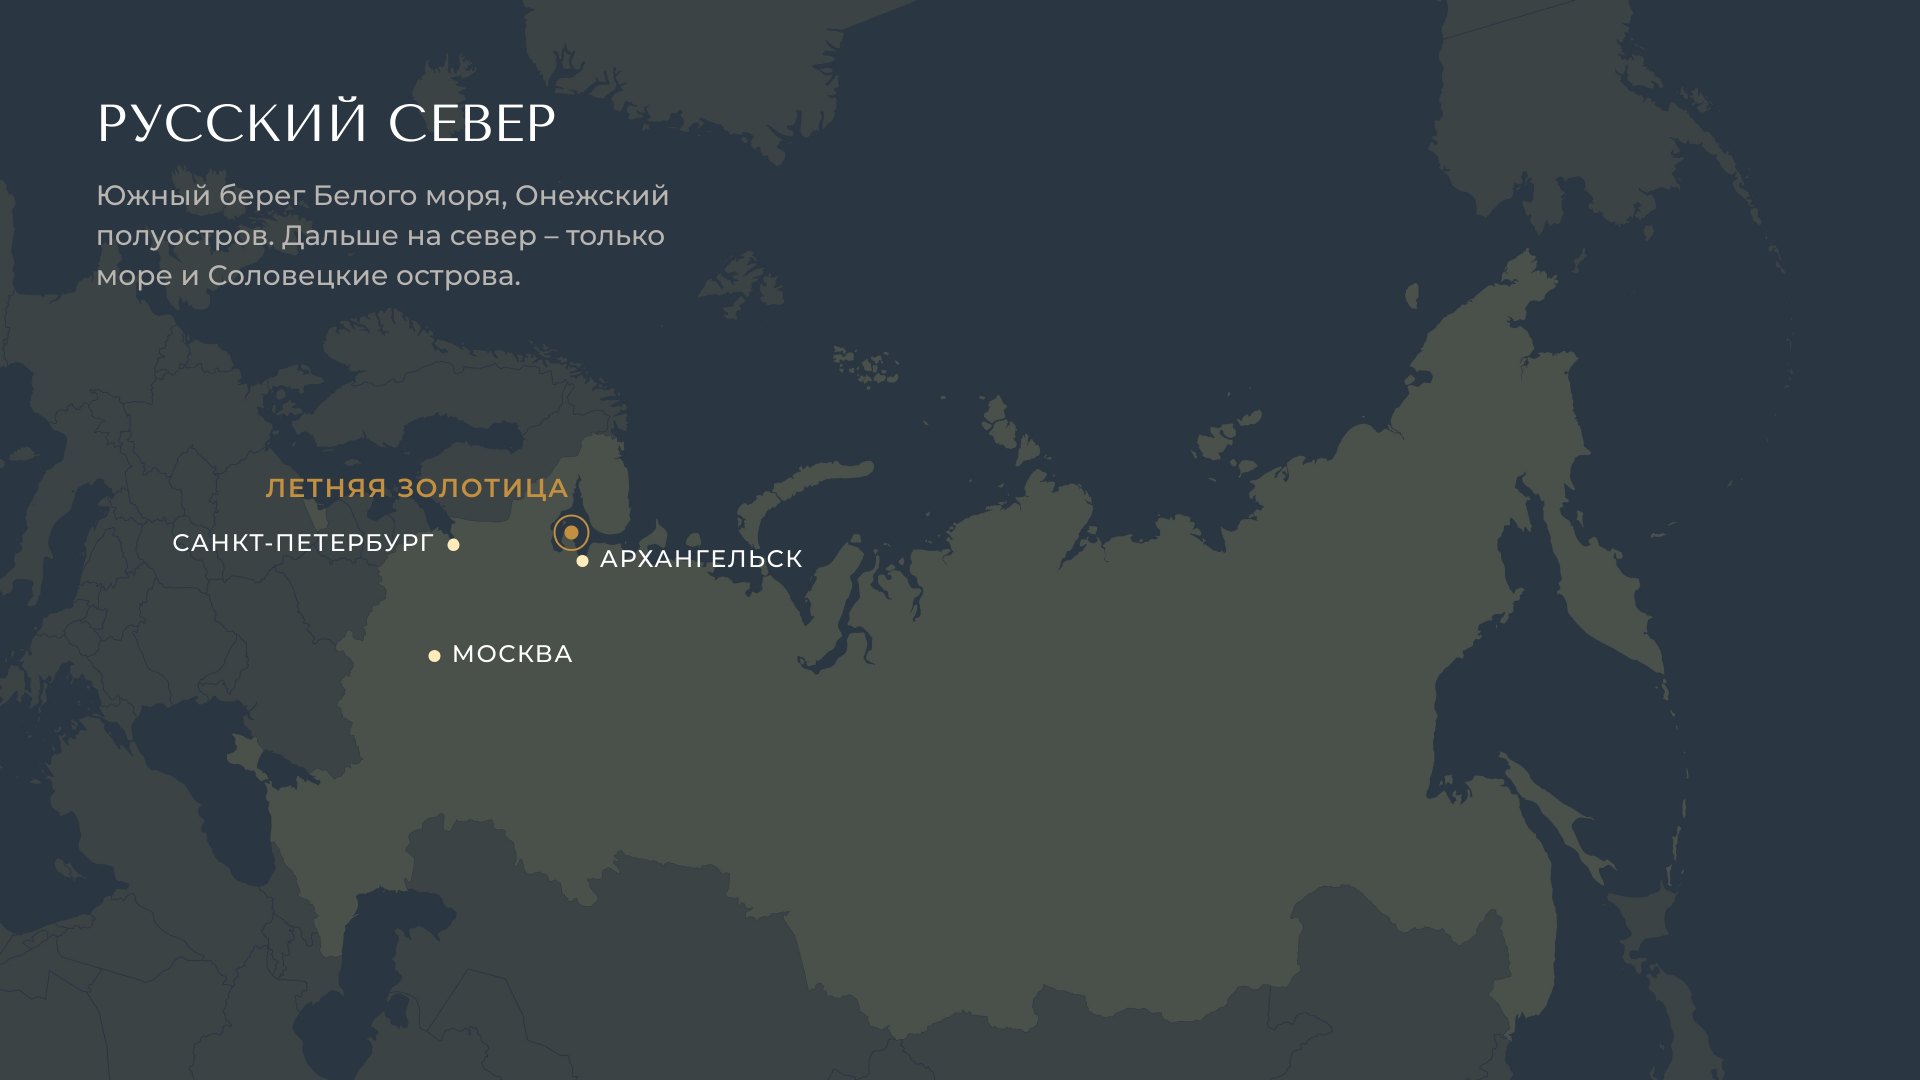 РУССКИЙ СЕВЕР
Южный берег Белого моря, Онежский
полуостров. Дальше на север – только
море и Соловецкие острова.
ЛЕТНЯЯ ЗОЛОТИЦА
САНКТ-ПЕТЕРБУРГ
АРХАНГЕЛЬСК
МОСКВА